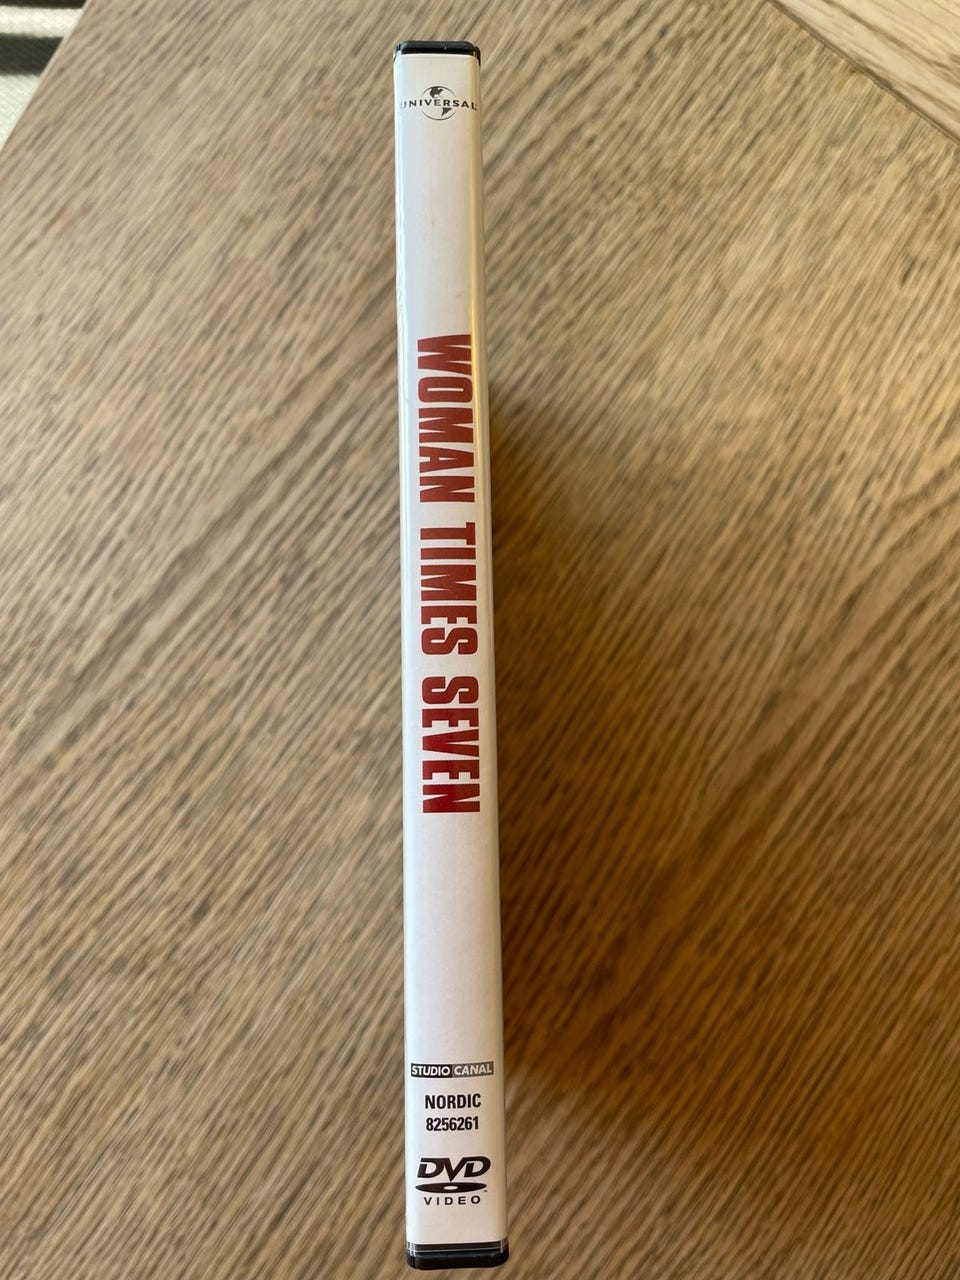 UNIVERSAL
WOMAN TIMES SEVEN
STUDIO CANAL
NORDIC
8256261
DVD
VIDEO